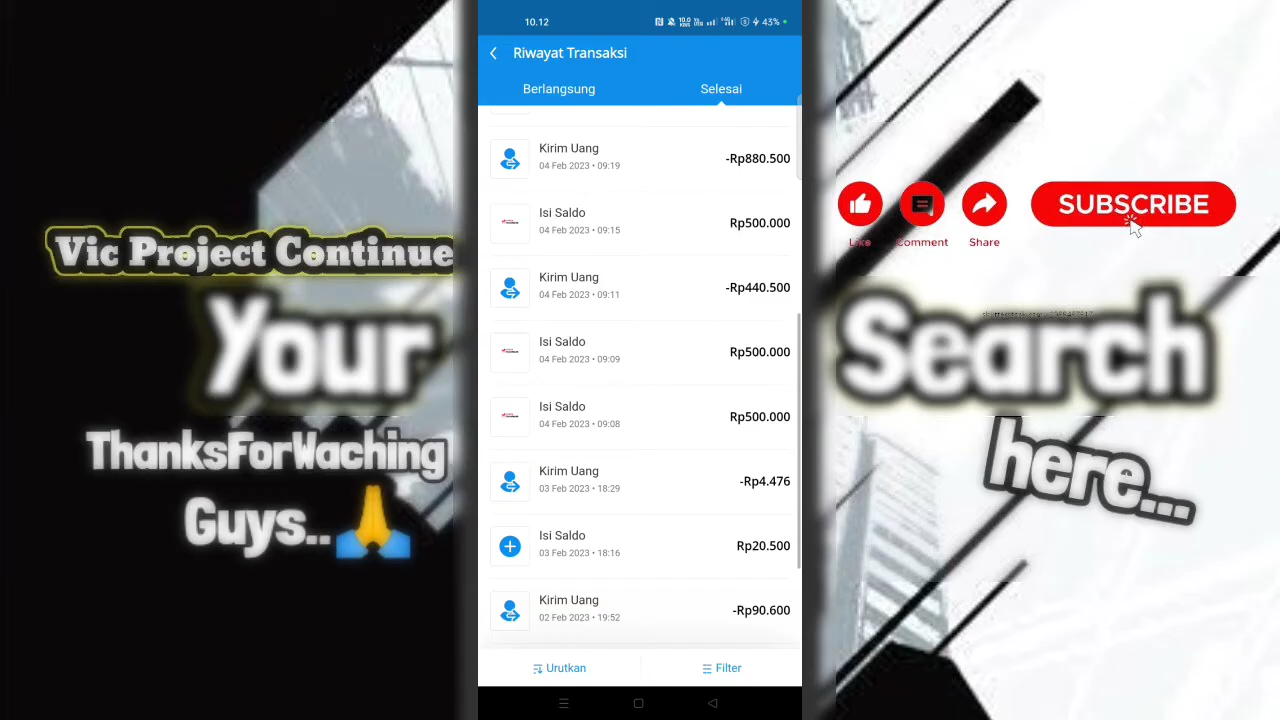 10.12
43%
Riwayat Transaksi
Berlangsung
Selesai
Kirim Uang
04 Feb 2023 • 09:19
-Rp880.500
Isi Saldo
04 Feb 2023 • 09:15
Rp500.000
Kirim Uang
04 Feb 2023 • 09:11
-Rp440.500
Isi Saldo
04 Feb 2023 • 09:09
Rp500.000
Isi Saldo
04 Feb 2023 • 09:08
Rp500.000
Kirim Uang
03 Feb 2023 • 18:29
-Rp4.476
Isi Saldo
03 Feb 2023 • 18:16
Rp20.500
Kirim Uang
02 Feb 2023 • 19:52
-Rp90.600
Urutkan
Filter
Vic Project Continue
Your
ThanksForWaching
Guys..
Like
Comment
Share
SUBSCRIBE
Search
here...